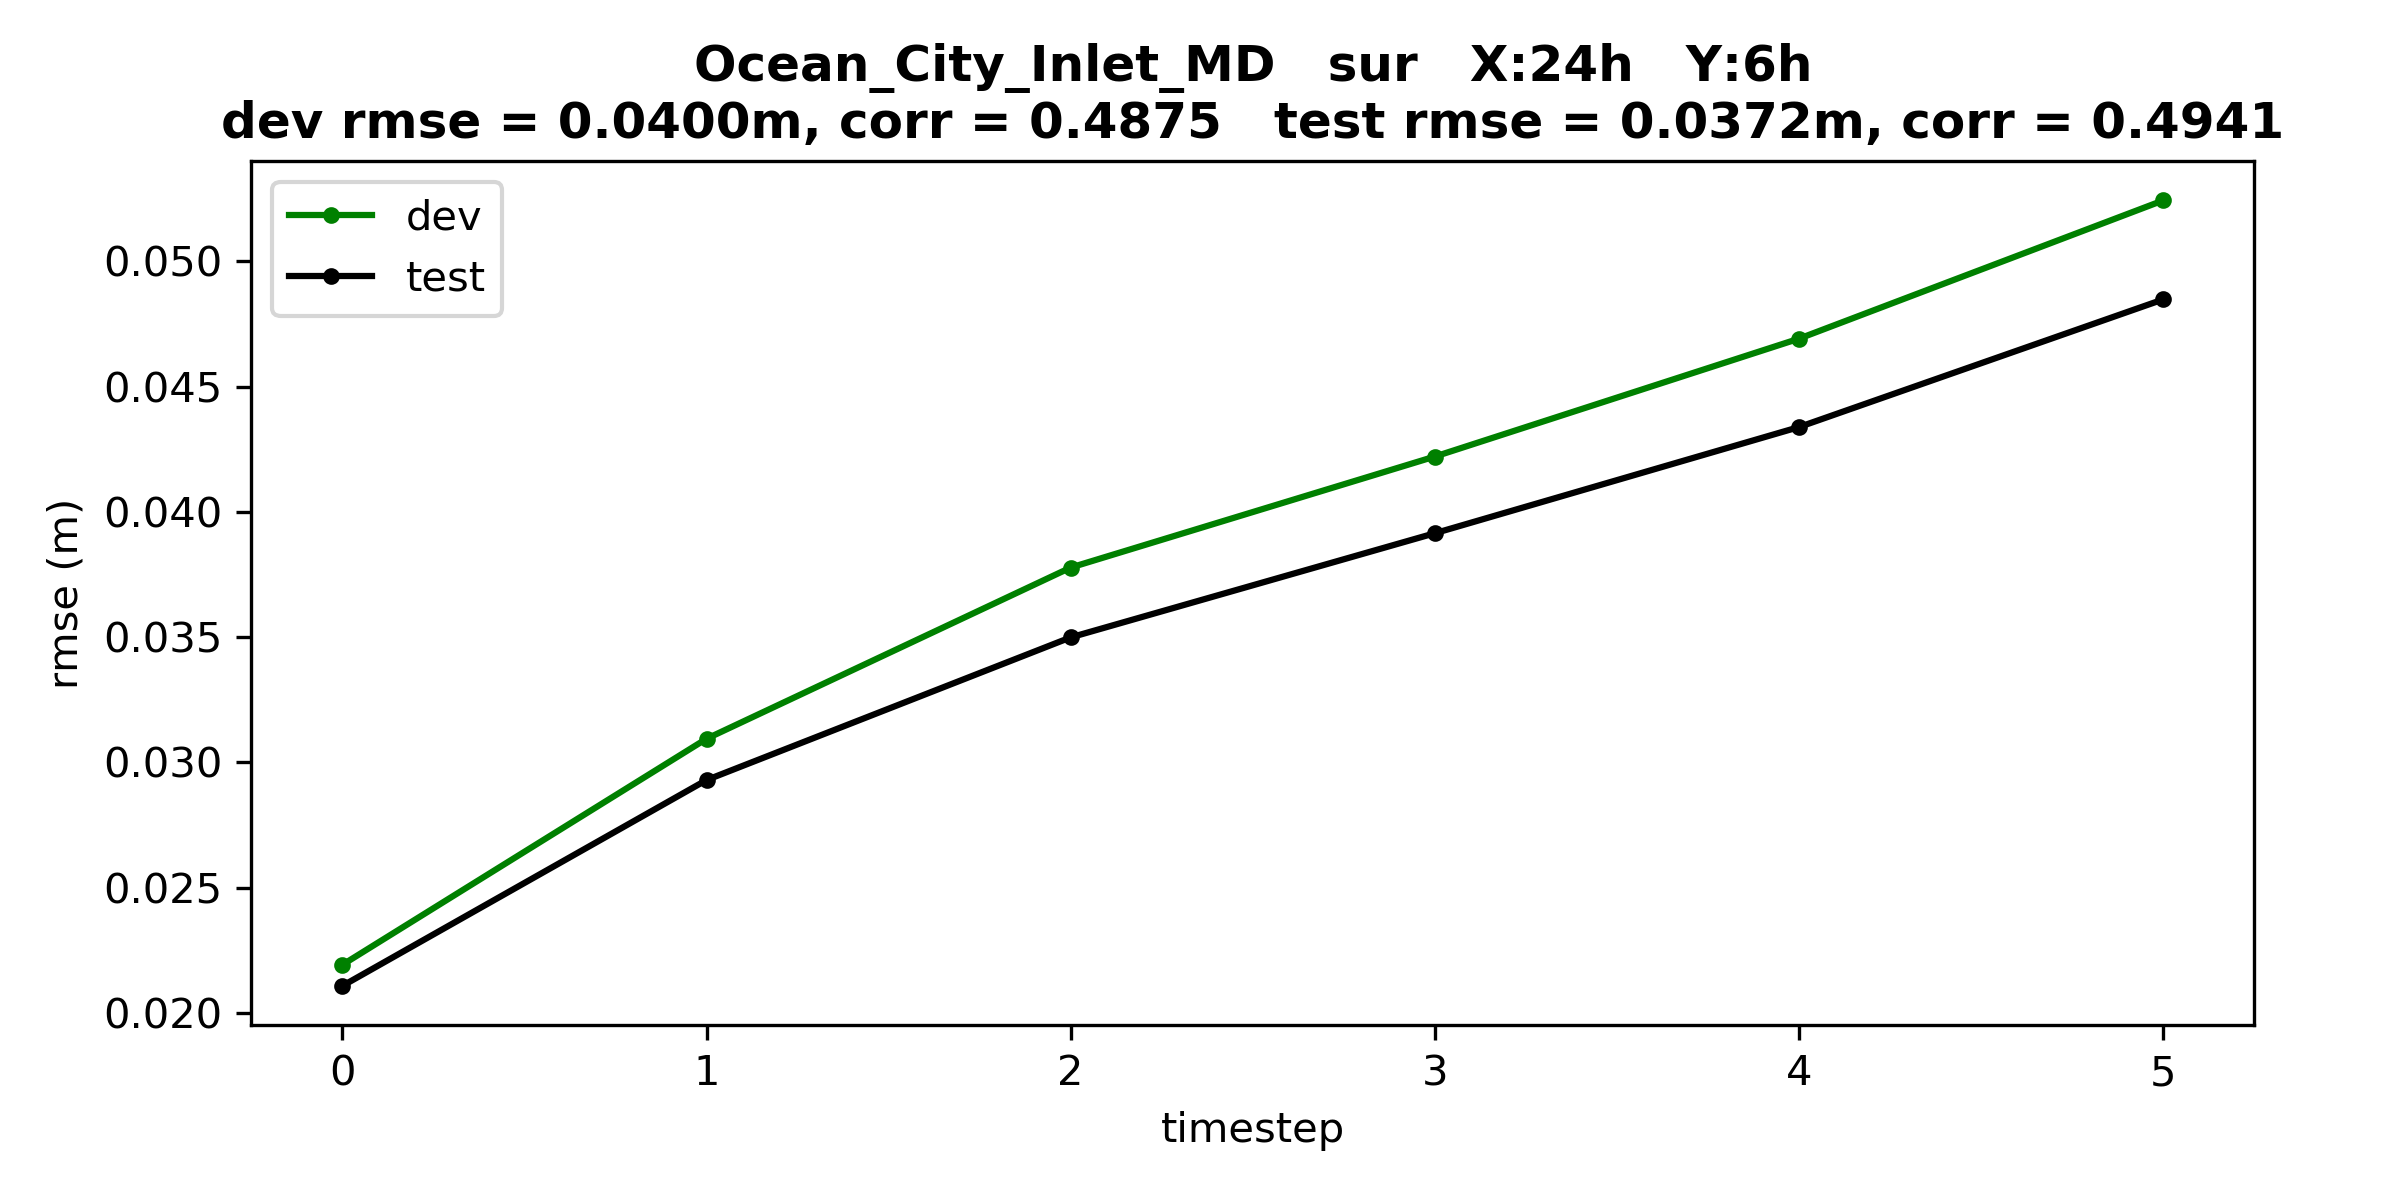 Ocean_City_Inlet_MD   sur   X:24h   Y:6h
dev rmse = 0.0400m, corr = 0.4875   test rmse = 0.0372m, corr = 0.4941
dev
test
0.050
0.045
0.040
0.035
0.030
0.025
0.020
rmse (m)
0 1 2 3 4 5
timestep